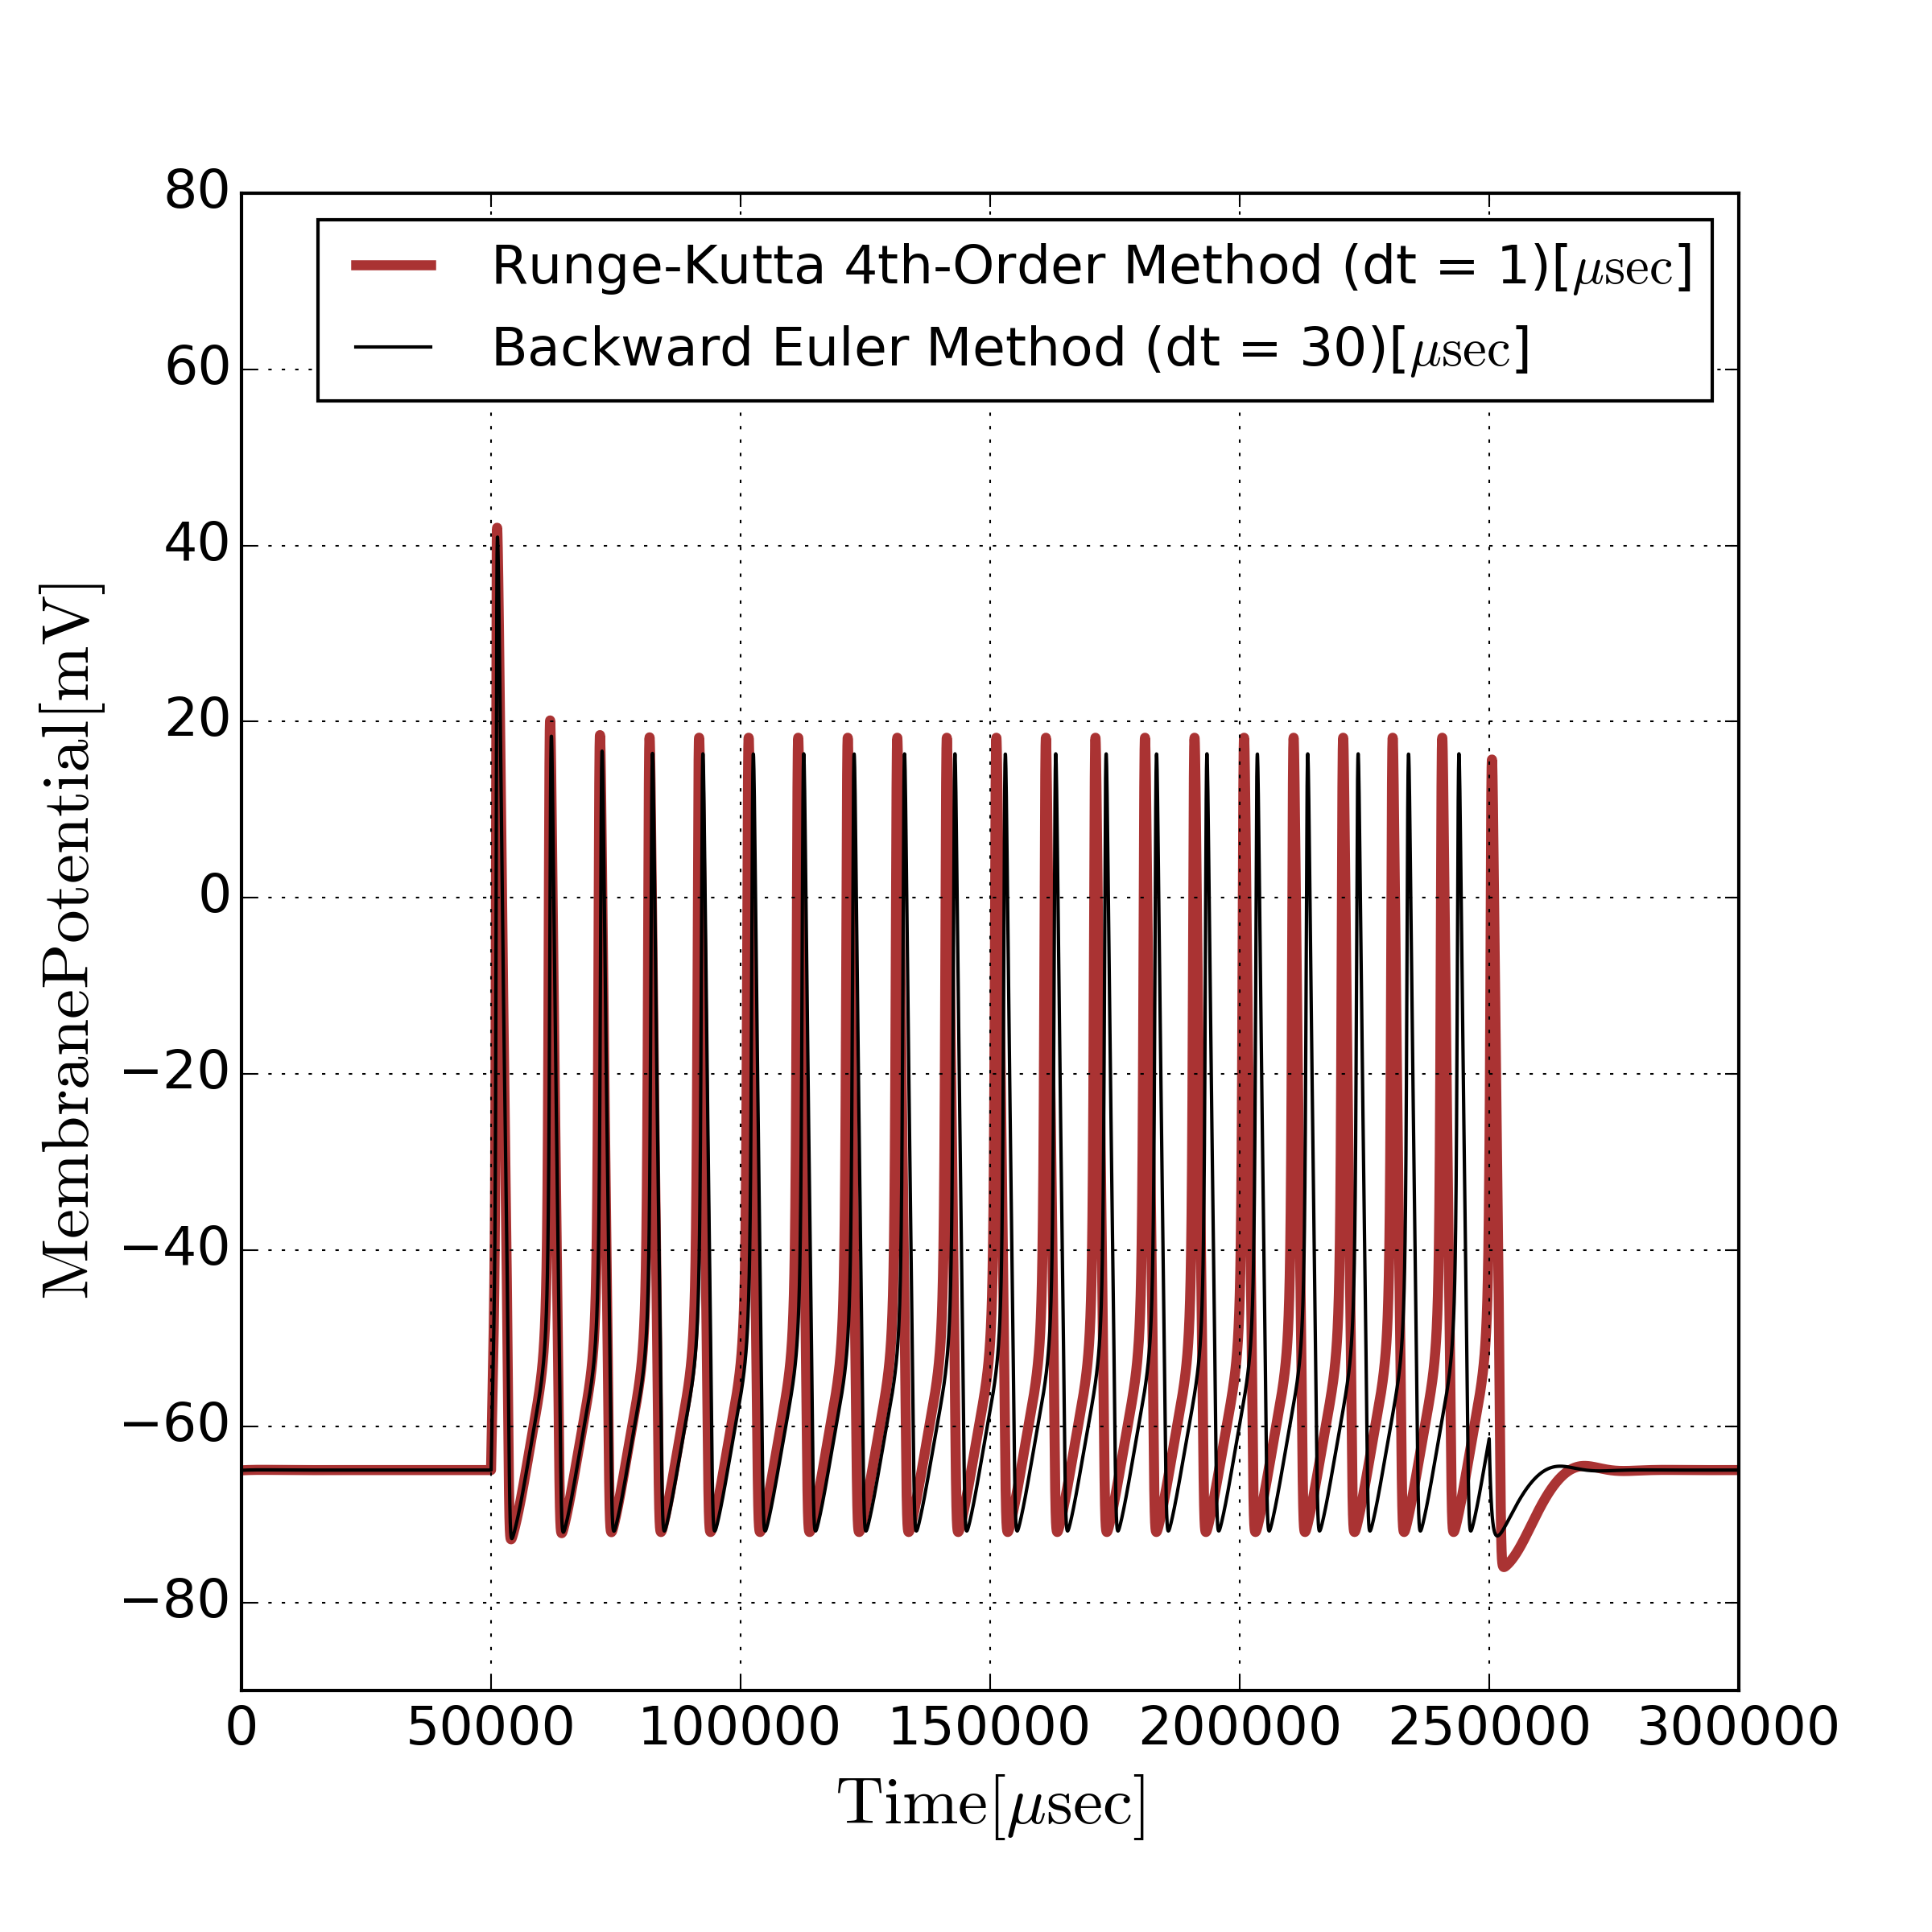 80
60
40
20
0
−20
−40
−60
−80
Runge-Kutta 4th-Order Method (dt = 1)[μsec]
Backward Euler Method (dt = 30)[μsec]
MembranePotential[mV]
0 50000 100000 150000 200000 250000 300000
Time[μsec]